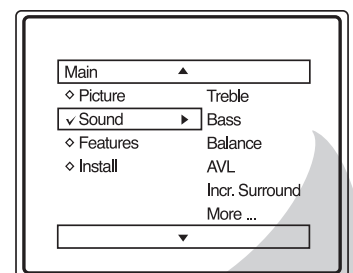 Main
Picture
Treble
Sound
Bass
Features
Balance
Install
AVL
Incr. Surround
More ...